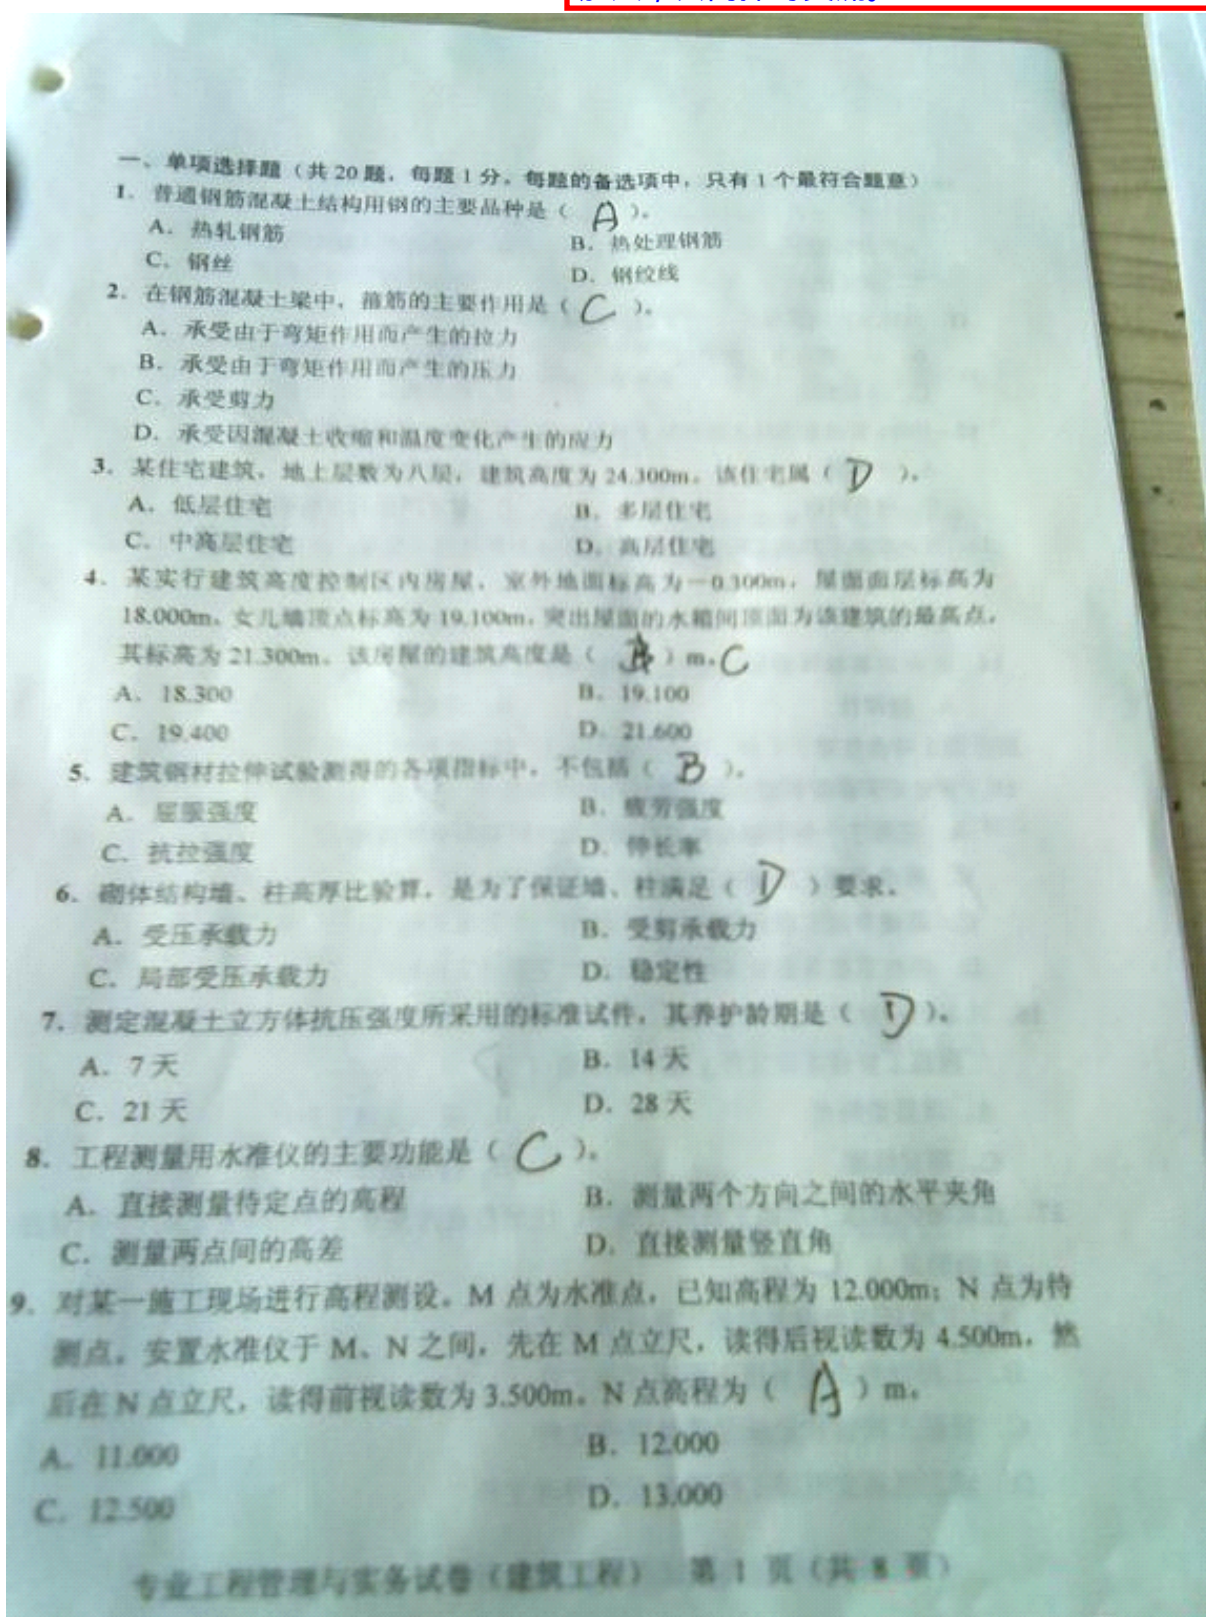 一、单项选择题（共 20 题，每题 1 分。每题的备选项中，只有 1 个最符合题意）
1. 普通钢筋混凝土结构用钢的主要品种是（ A ）。
A. 热轧钢筋 B. 热处理钢筋
C. 钢丝 D. 钢绞线
2. 在钢筋混凝土梁中，箍筋的主要作用是（ C ）。
A. 承受由于弯矩作用而产生的拉力
B. 承受由于弯矩作用而产生的压力
C. 承受剪力
D. 承受因混凝土收缩和温度变化产生的应力
3. 某住宅建筑，地上层数为八层，建筑高度为 24.300m。该住宅属（ D ）。
A. 低层住宅 B. 多层住宅
C. 中高层住宅 D. 高层住宅
4. 某实行建筑高度控制区内房屋，室外地面标高为－0.300m，屋面面层标高为
18.000m，女儿墙顶点标高为 19.100m，突出屋面的水箱间顶面为该建筑的最高点，
其标高为 21.300m。该房屋的建筑高度是（ ）m。C
A. 18.300 B. 19.100
C. 19.400 D. 21.600
5. 建筑钢材拉伸试验测得的各项指标中，不包括（ B ）。
A. 屈服强度 B. 疲劳强度
C. 抗拉强度 D. 伸长率
6. 砌体结构墙、柱高厚比验算，是为了保证墙、柱满足（ D ）要求。
A. 受压承载力 B. 受剪承载力
C. 局部受压承载力 D. 稳定性
7. 测定混凝土立方体抗压强度所采用的标准试件，其养护龄期是（ D ）。
A. 7 天 B. 14 天
C. 21 天 D. 28 天
8. 工程测量用水准仪的主要功能是（ C ）。
A. 直接测量待定点的高程 B. 测量两个方向之间的水平夹角
C. 测量两点间的高差 D. 直接测量竖直角
9. 对某一施工现场进行高程测设，M 点为水准点，已知高程为 12.000m；N 点为待
测点。安置水准仪于 M、N 之间，先在 M 点立尺，读得后视读数为 4.500m，然
后在 N 点立尺，读得前视读数为 3.500m。N 点高程为（ A ）m。
A. 11.000 B. 12.000
C. 12.500 D. 13.000
专业工程管理与实务试卷（建筑工程） 第 1 页（共 8 页）